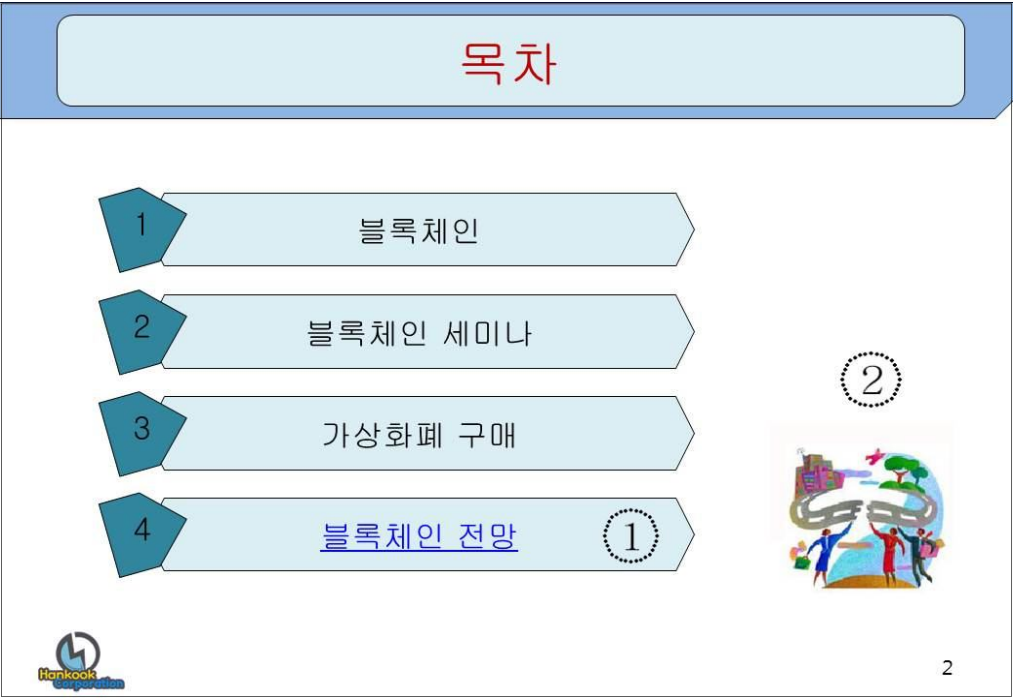 목차
1
블록체인
2
블록체인 세미나
3
가상화폐 구매
4
블록체인 전망
①
②
Hankook
Corporation
2